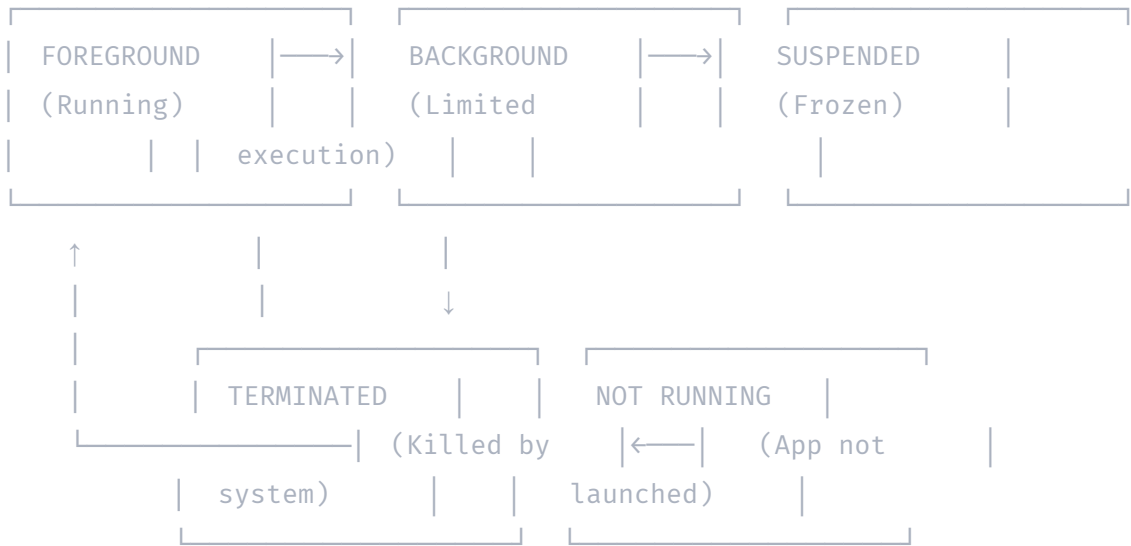 ┌─────────────────────┐  ┌─────────────────────┐  ┌─────────────────────┐
│  FOREGROUND    │───→│   BACKGROUND    │───→│   SUSPENDED     │
│  (Running)     │    │   (Limited      │    │   (Frozen)      │
│        │  │  execution)   │    │                 │
└─────────────────────┘  └─────────────────────┘  └─────────────────────┘
    ↑           │           │
    │           │           ↓
    │       ┌─────────────────────┐  ┌─────────────────────┐
    │       │  TERMINATED    │    │   NOT RUNNING   │
    └─────────────────│  (Killed by    │←───│   (App not      │
          │  system)      │    │   launched)     │
          └─────────────────────┘  └─────────────────────┘